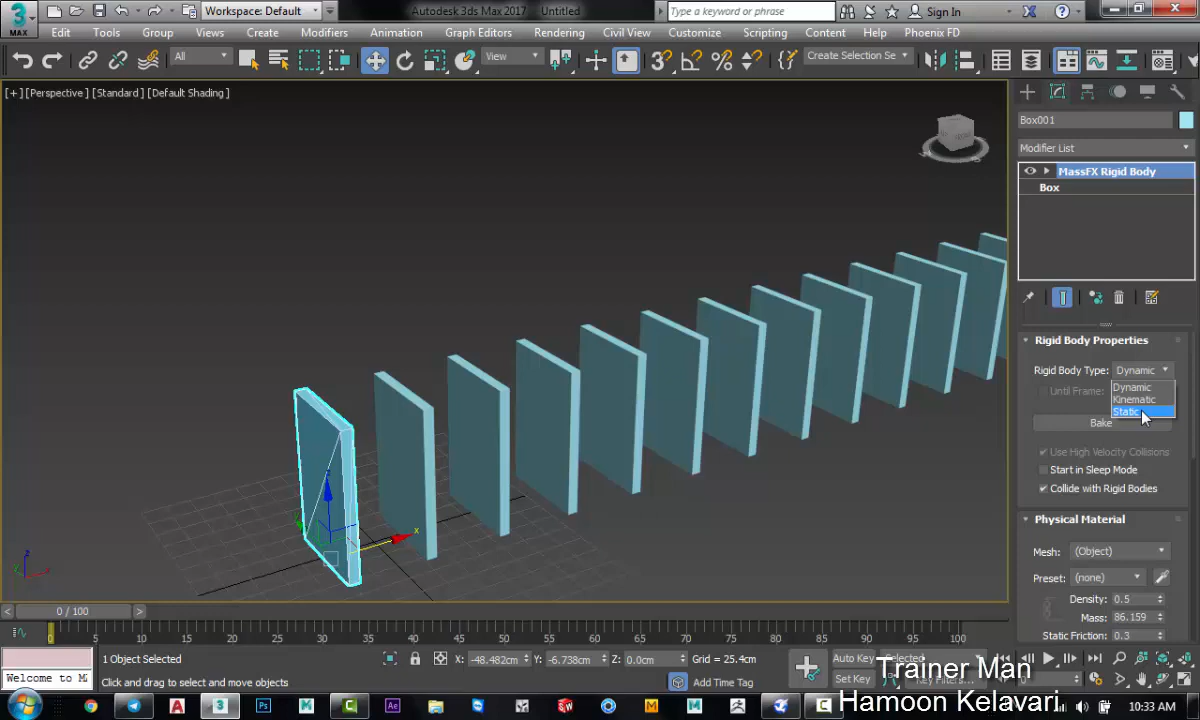 3 MAX Workspace: Default Autodesk 3ds Max 2017 Untitled Type a keyword or phrase Sign In
Edit Tools Group Views Create Modifiers Animation Graph Editors Rendering Civil View Customize Scripting Content Help Phoenix FD
All View Create Selection Se
[+] [Perspective] [Standard] [Default Shading]
Box001
Modifier List
MassFX Rigid Body
Box
Rigid Body Properties
Rigid Body Type: Dynamic
Until Frame: Dynamic
Kinematic
Static
Bake
Use High Velocity Collisions
Start in Sleep Mode
Collide with Rigid Bodies
Physical Material
Mesh: (Object)
Preset: (none)
Density: 0.5
Mass: 86.159
Static Friction: 0.3
z x
0 / 100
0 5 10 15 20 25 30 35 40 45 50 55 60 65 70 75 80 85 90 95 100
1 Object Selected X: -48.482cm Y: -6.738cm Z: 0.0cm Grid = 25.4cm Auto Key Selected
Welcome to M Click and drag to select and move objects Add Time Tag Set Key Key Filters... 0
Trainer Man
Hamoon Kelavari
10:33 AM